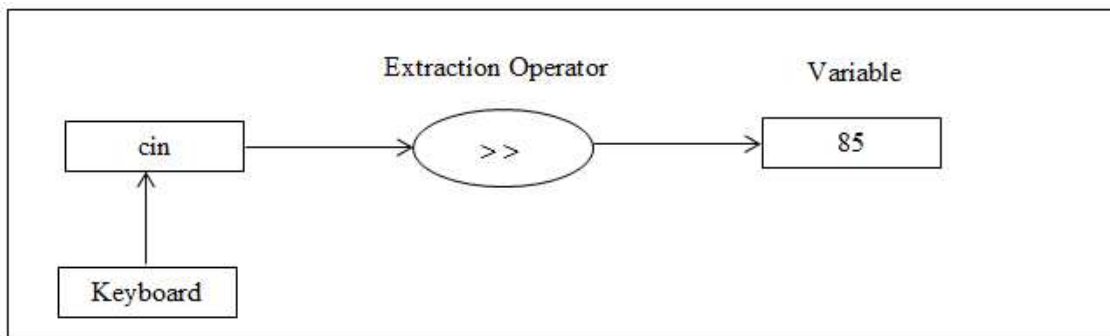 Extraction Operator
Variable
cin
>>
85
Keyboard